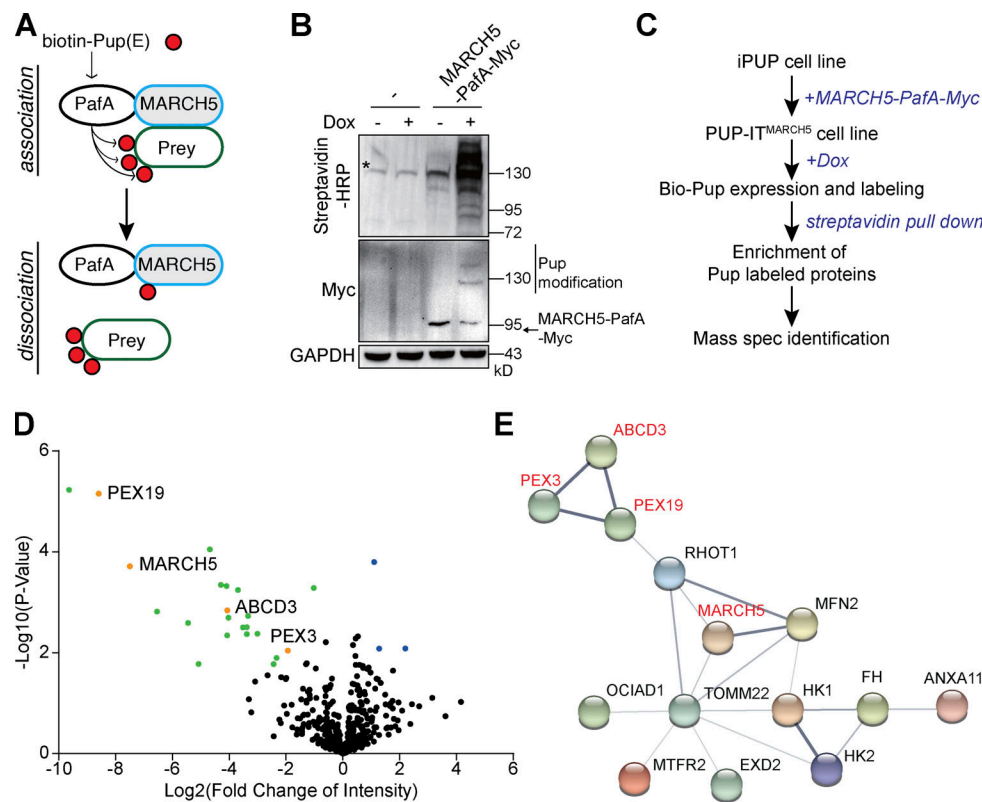 A
biotin-Pup(E)
association
PafA
MARCH5
Prey
dissociation
PafA
MARCH5
Prey
B
MARCH5
-PafA-Myc
-
Dox
- + - +
Streptavidin
-HRP
*
130
95
72
Myc
130
95
Pup
modification
MARCH5-PafA
-Myc
GAPDH
43
kD
C
iPUP cell line
+MARCH5-PafA-Myc
PUP-ITMARCH5 cell line
+Dox
Bio-Pup expression and labeling
streptavidin pull down
Enrichment of
Pup labeled proteins
Mass spec identification
D
-Log10(P-Value)
6
4
2
0
PEX19
MARCH5
ABCD3
PEX3
-10 -8 -6 -4 -2 0 2 4 6
Log2(Fold Change of Intensity)
E
ABCD3
PEX3
PEX19
RHOT1
MARCH5
MFN2
OCIAD1
TOMM22
HK1
FH
ANXA11
MTFR2
EXD2
HK2